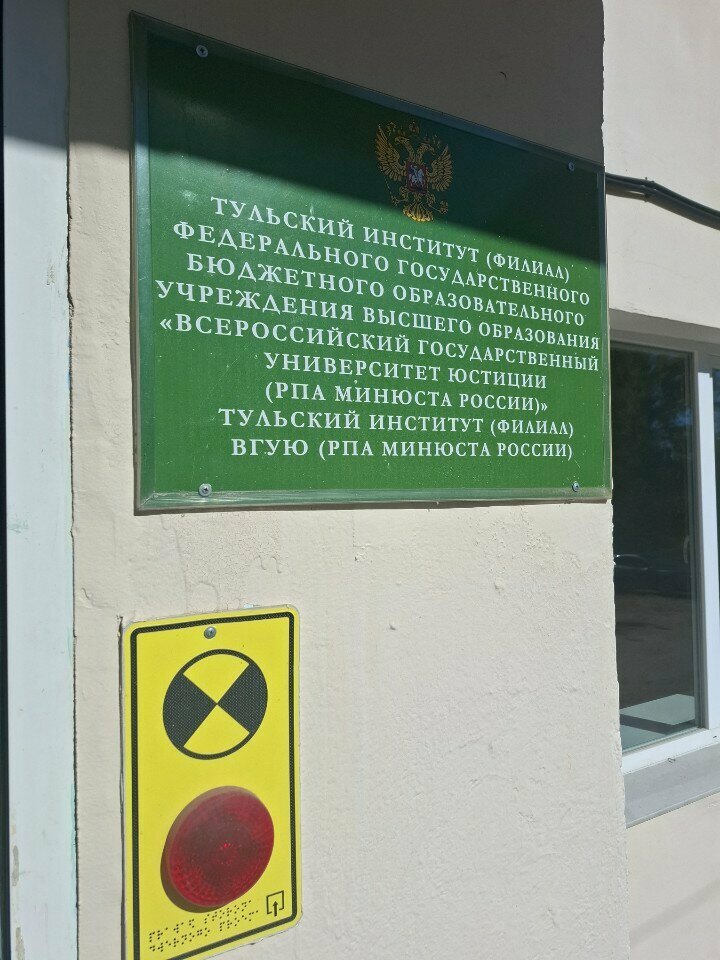 ТУЛЬСКИЙ ИНСТИТУТ (ФИЛИАЛ)
ФЕДЕРАЛЬНОГО ГОСУДАРСТВЕННОГО
БЮДЖЕТНОГО ОБРАЗОВАТЕЛЬНОГО
УЧРЕЖДЕНИЯ ВЫСШЕГО ОБРАЗОВАНИЯ
«ВСЕРОССИЙСКИЙ ГОСУДАРСТВЕННЫЙ
УНИВЕРСИТЕТ ЮСТИЦИИ
(РПА МИНЮСТА РОССИИ)»
ТУЛЬСКИЙ ИНСТИТУТ (ФИЛИАЛ)
ВГУЮ (РПА МИНЮСТА РОССИИ)